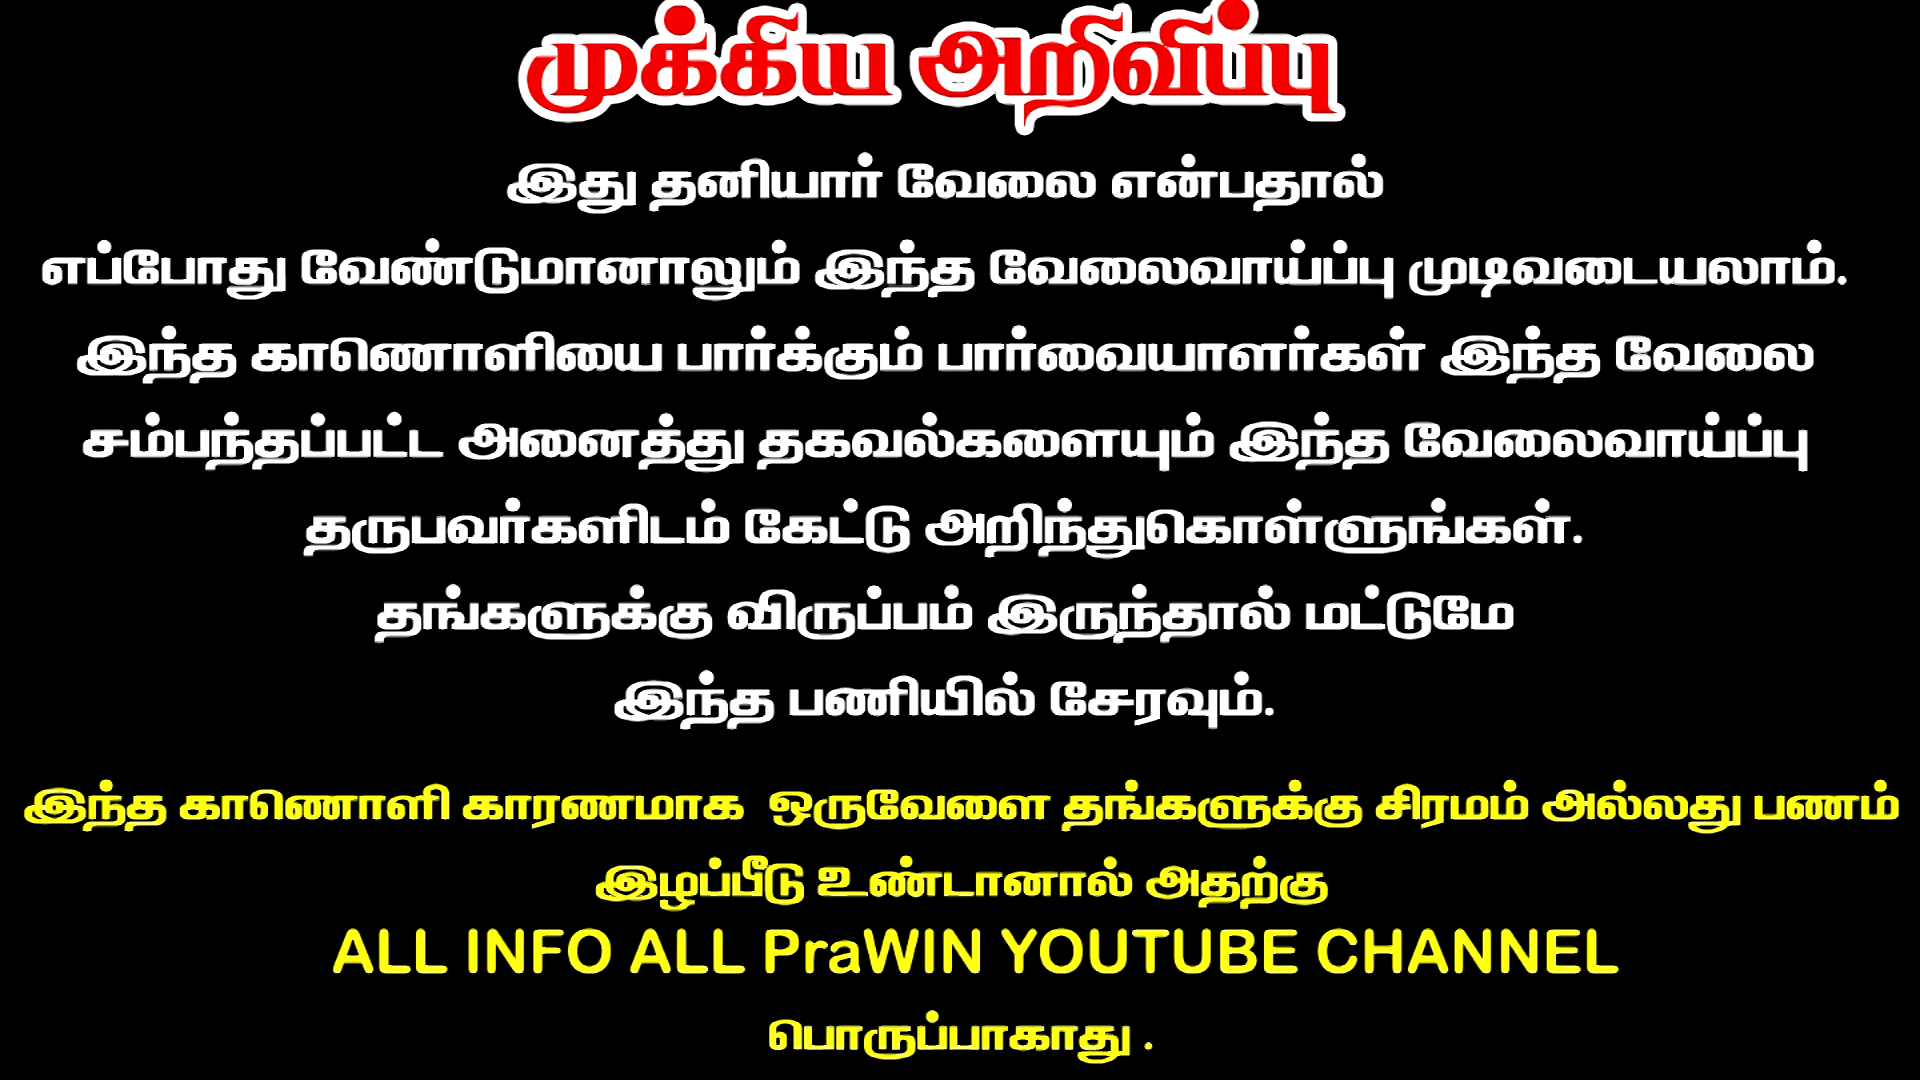 முக்கிய அறிவிப்பு
இது தனியார் வேலை என்பதால்
எப்போது வேண்டுமானாலும் இந்த வேலைவாய்ப்பு முடிவடையலாம்.
இந்த காணொளியை பார்க்கும் பார்வையாளர்கள் இந்த வேலை
சம்பந்தப்பட்ட அனைத்து தகவல்களையும் இந்த வேலைவாய்ப்பு
தருபவர்களிடம் கேட்டு அறிந்துகொள்ளுங்கள்.
தங்களுக்கு விருப்பம் இருந்தால் மட்டுமே
இந்த பணியில் சேரவும்.
இந்த காணொளி காரணமாக ஒருவேளை தங்களுக்கு சிரமம் அல்லது பணம்
இழப்பீடு உண்டானால் அதற்கு
ALL INFO ALL PraWIN YOUTUBE CHANNEL
பொருப்பாகாது .